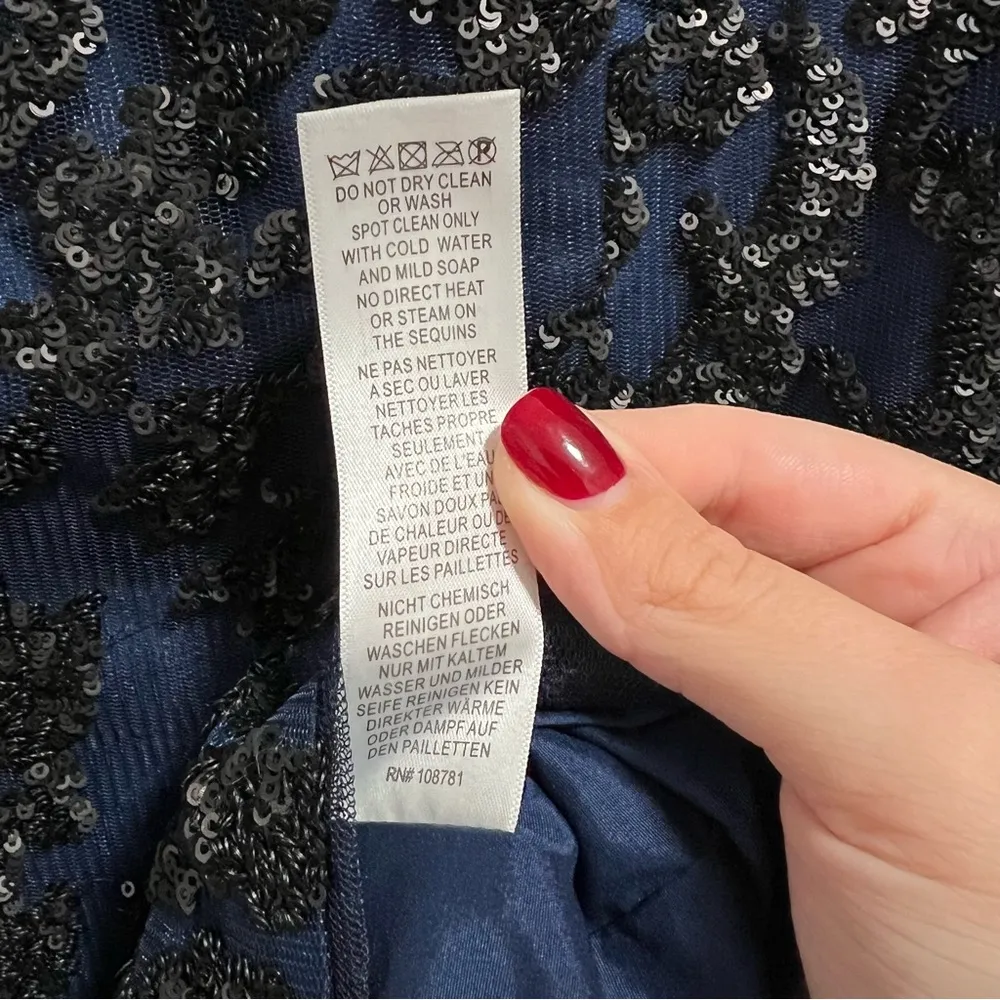 DO NOT DRY CLEAN
OR WASH
SPOT CLEAN ONLY
WITH COLD WATER
AND MILD SOAP
NO DIRECT HEAT
OR STEAM ON
THE SEQUINS
NE PAS NETTOYER
A SEC OU LAVER
NETTOYER LES
TACHES PROPRE
SEULEMENT
AVEC DE L'EAU
FROIDE ET UN
SAVON DOUX
DE CHALEUR OU DE
VAPEUR DIRECTE
SUR LES PAILLETTES
NICHT CHEMISCH
REINIGEN ODER
WASCHEN FLECKEN
NUR MIT KALTEM
WASSER UND MILDER
SEIFE REINIGEN KEIN
DIREKTER WÄRME
ODER DAMPF AUF
DEN PAILLETTEN
RN# 108781